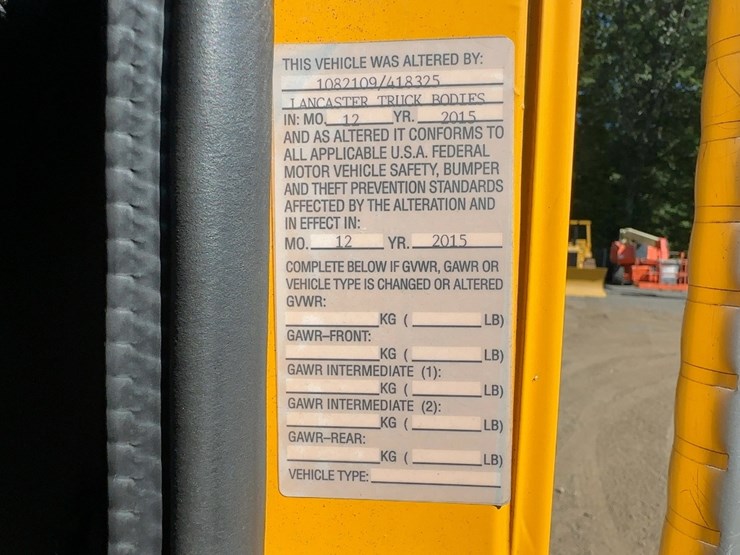 THIS VEHICLE WAS ALTERED BY:
1082109/418325
LANCASTER TRUCK BODIES
IN: MO. 12 YR. 2015
AND AS ALTERED IT CONFORMS TO
ALL APPLICABLE U.S.A. FEDERAL
MOTOR VEHICLE SAFETY, BUMPER
AND THEFT PREVENTION STANDARDS
AFFECTED BY THE ALTERATION AND
IN EFFECT IN:
MO. 12 YR. 2015
COMPLETE BELOW IF GVWR, GAWR OR
VEHICLE TYPE IS CHANGED OR ALTERED
GVWR:
KG ( LB)
GAWR-FRONT:
KG ( LB)
GAWR INTERMEDIATE (1):
KG ( LB)
GAWR INTERMEDIATE (2):
KG ( LB)
GAWR-REAR:
KG ( LB)
VEHICLE TYPE: